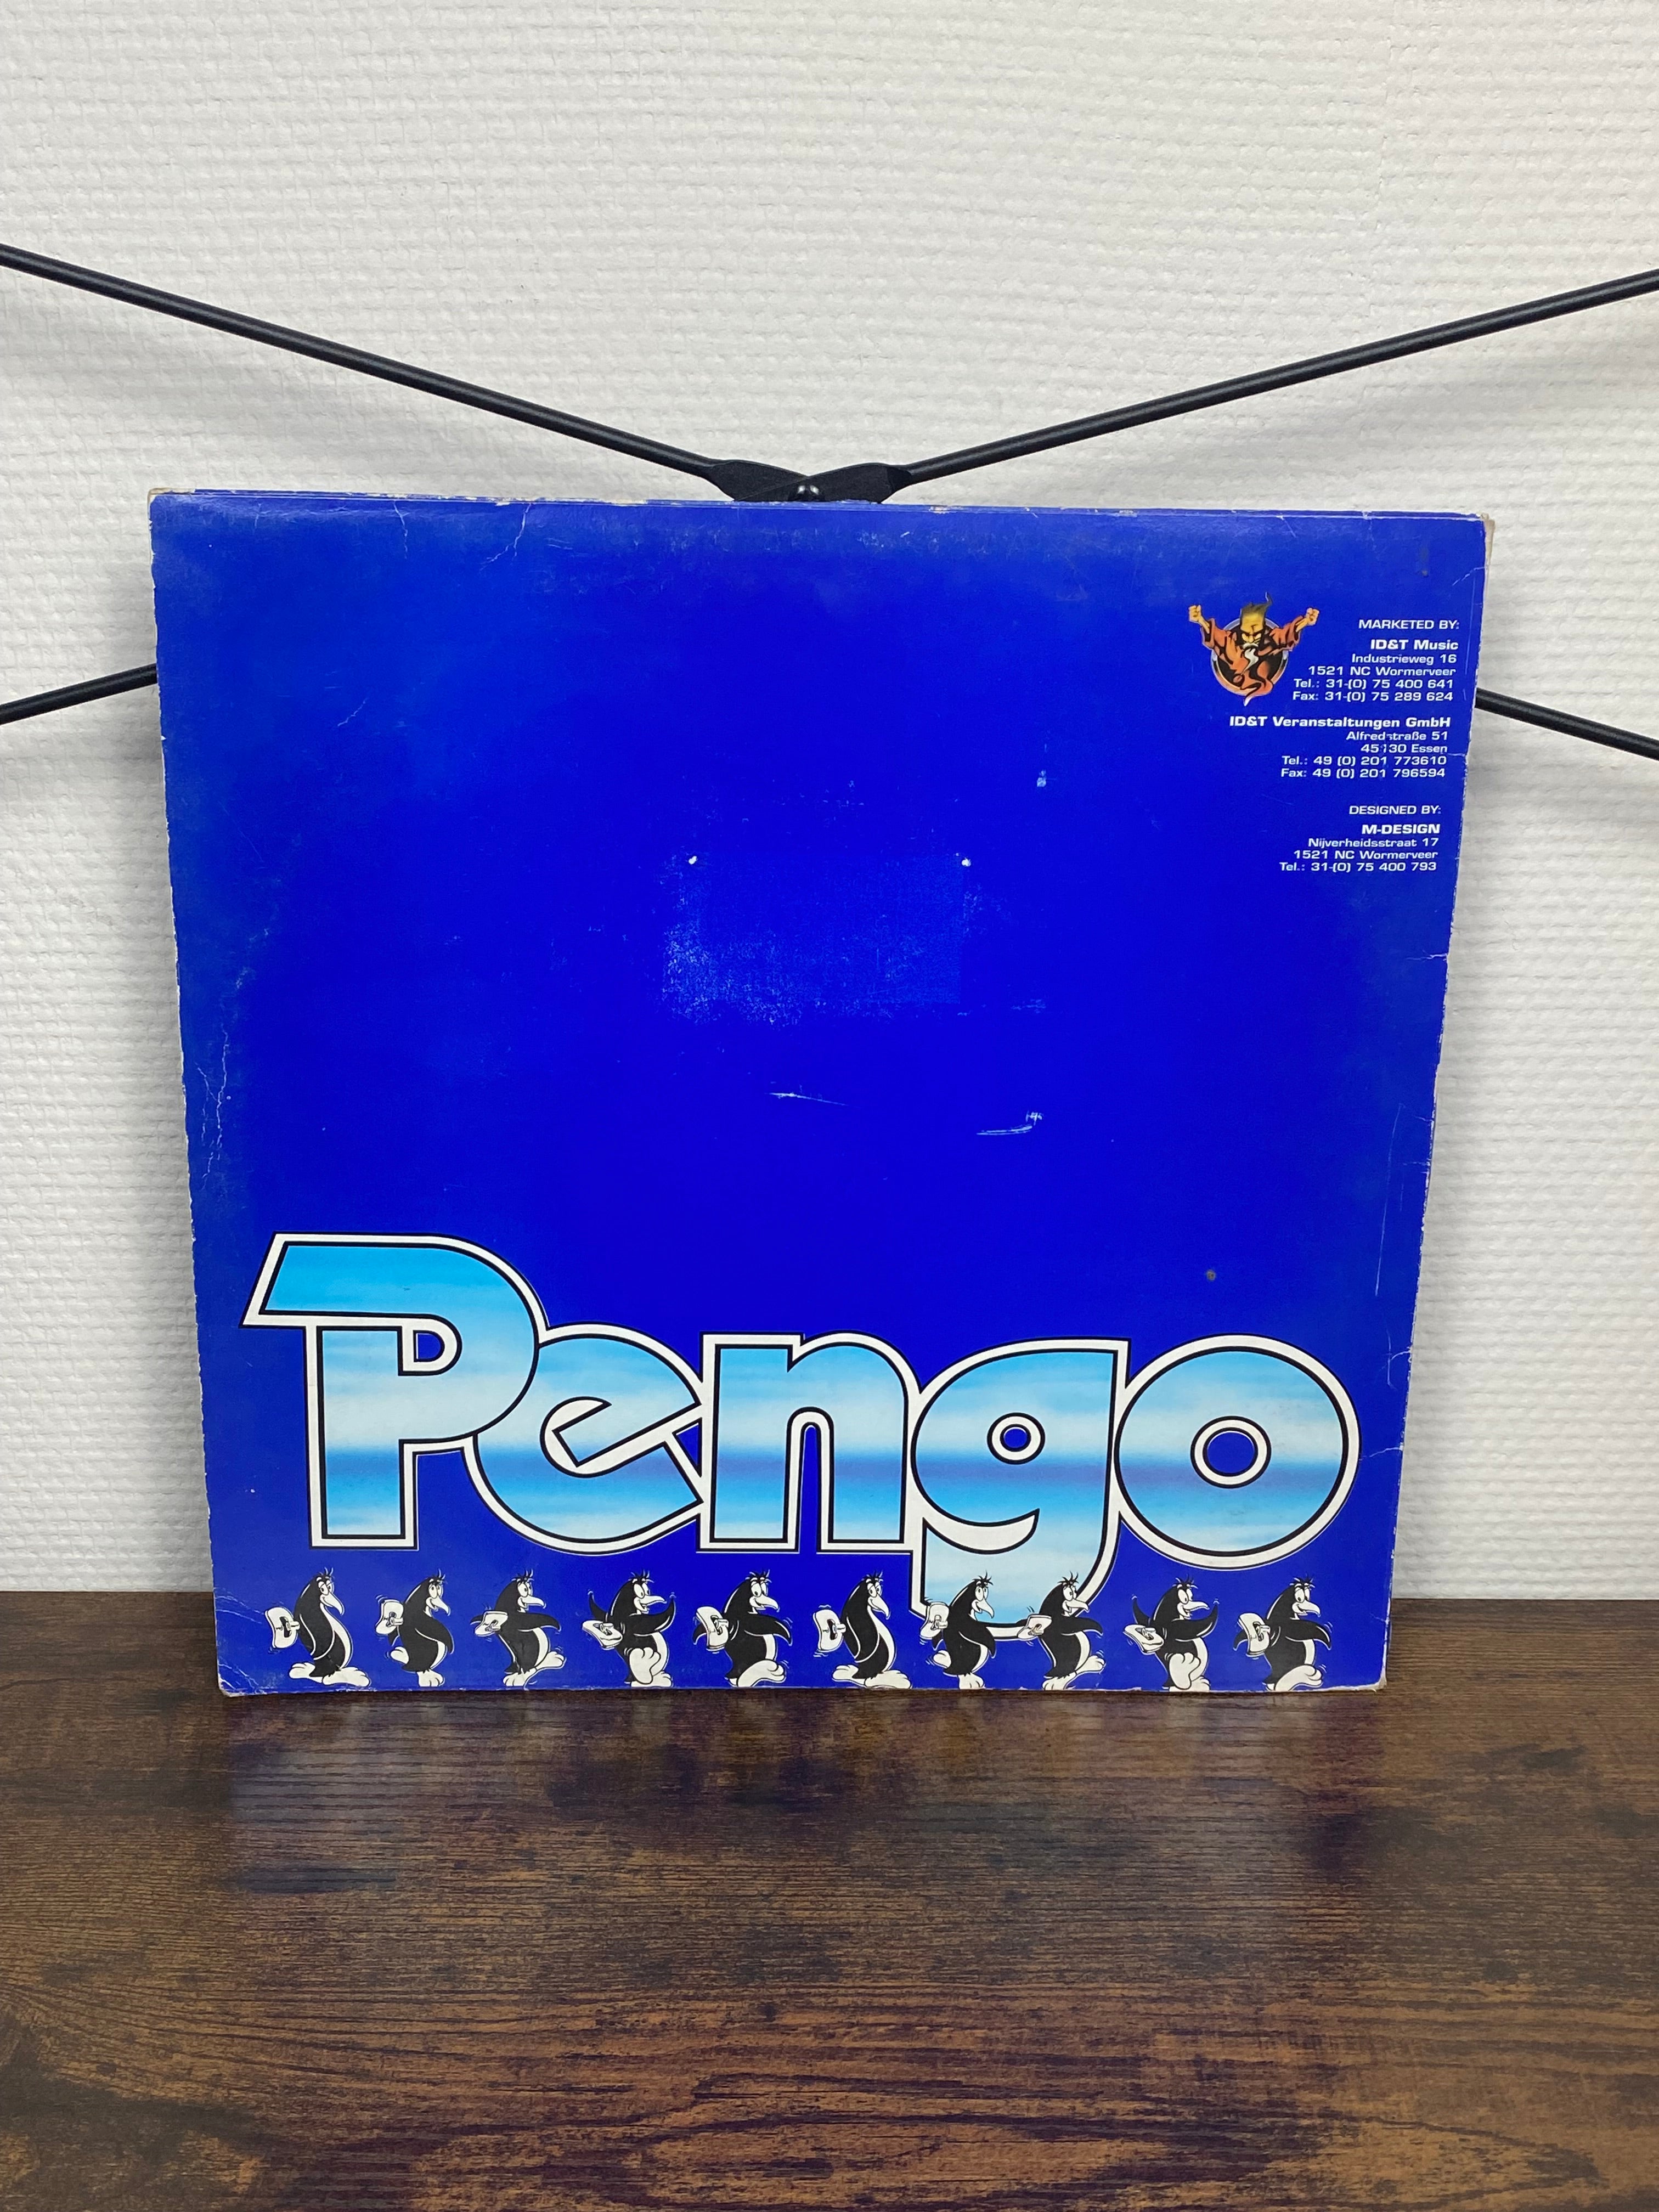 MARKETED BY:
ID&T Music
Industrieweg 16
1521 NC Wormerveer
Tel.: 31-(0) 75 400 641
Fax: 31-(0) 75 289 624
ID&T Veranstaltungen GmbH
Alfredstraße 51
45130 Essen
Tel.: 49 (0) 201 773610
Fax: 49 (0) 201 796594
DESIGNED BY:
M-DESIGN
Nijverheidsstraat 17
1521 NC Wormerveer
Tel.: 31-(0) 75 400 793
Pengo